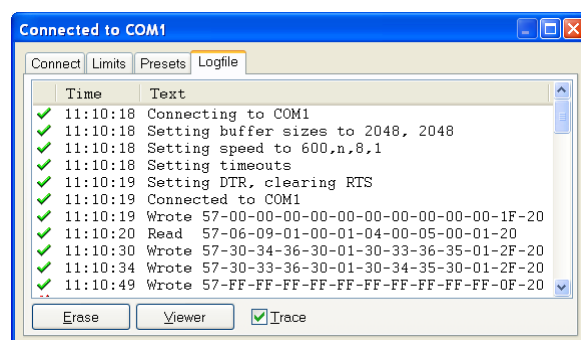 Connected to COM1
Connect Limits Presets Logfile
Time Text
11:10:18 Connecting to COM1
11:10:18 Setting buffer sizes to 2048, 2048
11:10:18 Setting speed to 600,n,8,1
11:10:18 Setting timeouts
11:10:19 Setting DTR, clearing RTS
11:10:19 Connected to COM1
11:10:19 Wrote 57-00-00-00-00-00-00-00-00-00-00-1F-20
11:10:20 Read 57-06-09-01-00-01-04-00-05-00-01-20
11:10:30 Wrote 57-30-34-36-30-01-30-33-36-35-01-2F-20
11:10:34 Wrote 57-30-33-36-30-01-30-34-35-30-01-2F-20
11:10:49 Wrote 57-FF-FF-FF-FF-FF-FF-FF-FF-FF-FF-0F-20
Erase Viewer Trace